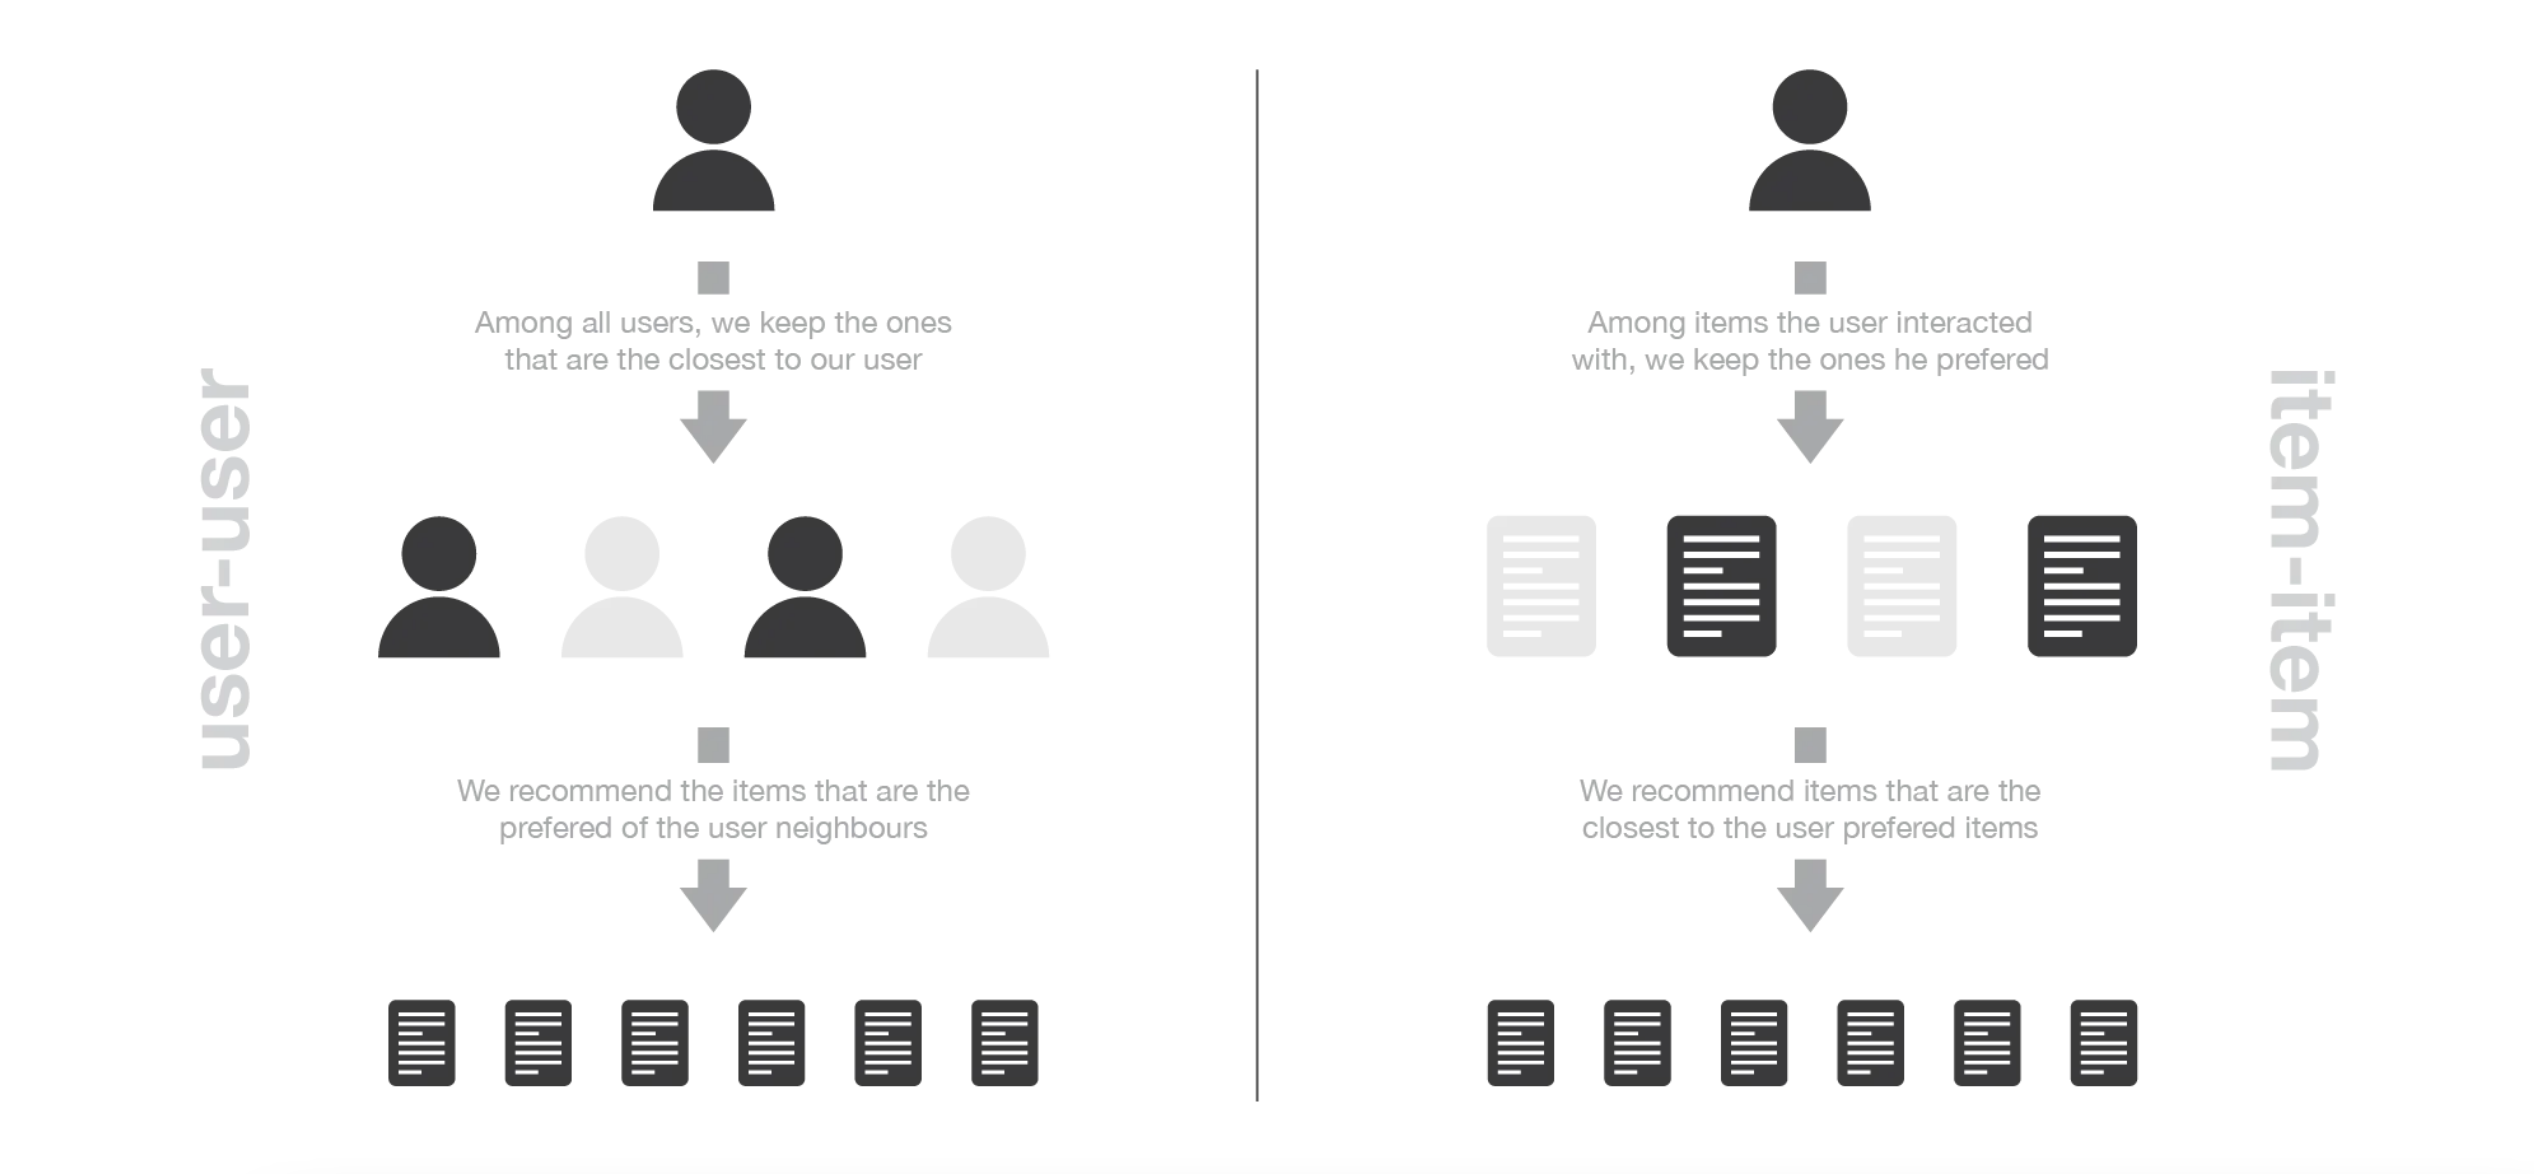 user-user
Among all users, we keep the ones
that are the closest to our user
We recommend the items that are the
prefered of the user neighbours
Among items the user interacted
with, we keep the ones he prefered
We recommend items that are the
closest to the user prefered items
item-item